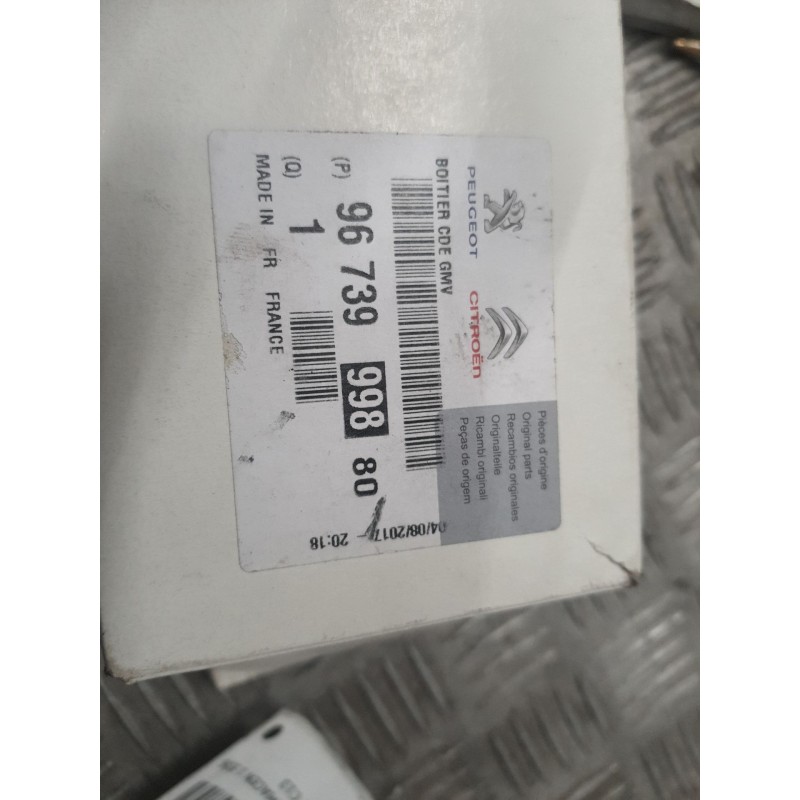 PEUGEOT
CITROËN
Pièces d'origine
Original parts
Recambios originales
Originalteile
Ricambi originali
Peças de origem
BOITIER CDE GMV
(P) 96 739 998 80
(Q) 1
MADE IN FR FRANCE
04/08/2017 - 20:18